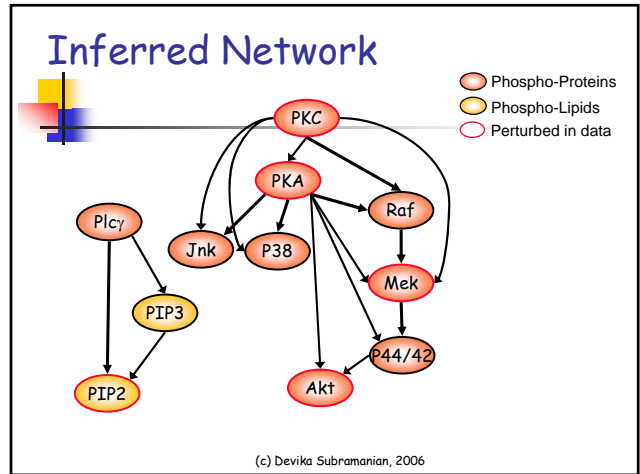 Inferred Network
Phospho-Proteins
Phospho-Lipids
Perturbed in data
PKC
PKA
Raf
Plcγ
Jnk
P38
Mek
PIP3
P44/42
Akt
PIP2
(c) Devika Subramanian, 2006